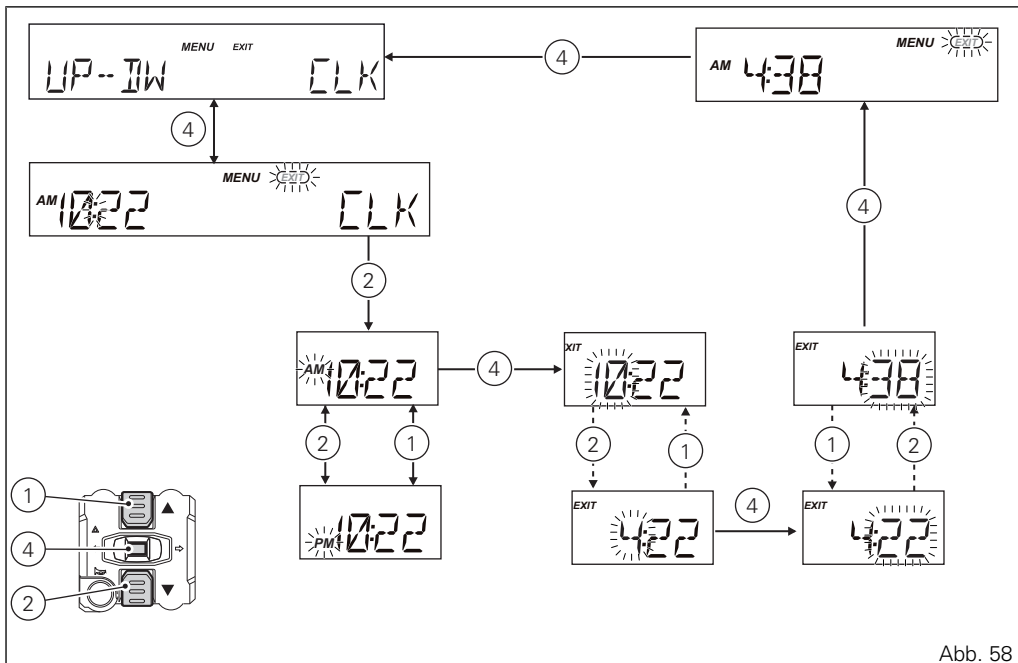 MENU EXIT
UP-DW CLK
4
MENU EXIT
AM 4:38
4
MENU EXIT
AM 10:22 CLK
2
4
AM 10:22
4
XIT
10:22
EXIT
4:38
2
1
2
1
1
2
PM 10:22
EXIT
4:22
4
EXIT
4:22
1
4
2
Abb. 58